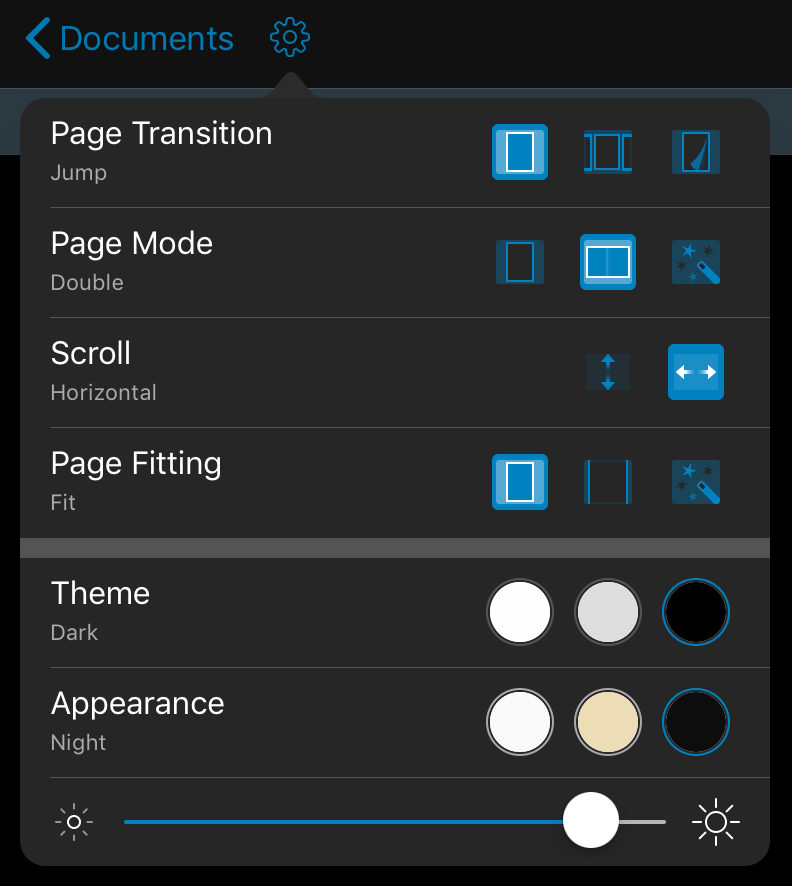 Documents
Page Transition
Jump
Page Mode
Double
Scroll
Horizontal
Page Fitting
Fit
Theme
Dark
Appearance
Night